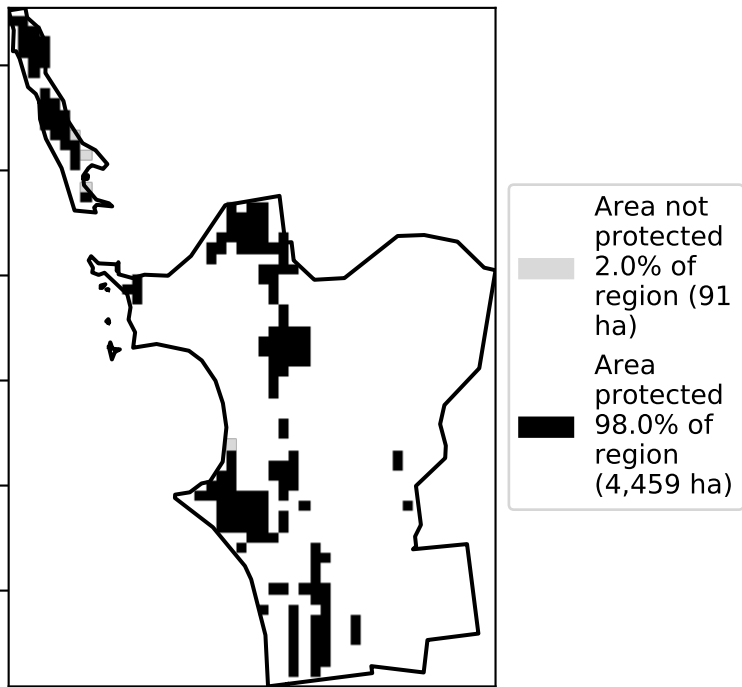 Area not
protected
2.0% of
region (91
ha)
Area
protected
98.0% of
region
(4,459 ha)